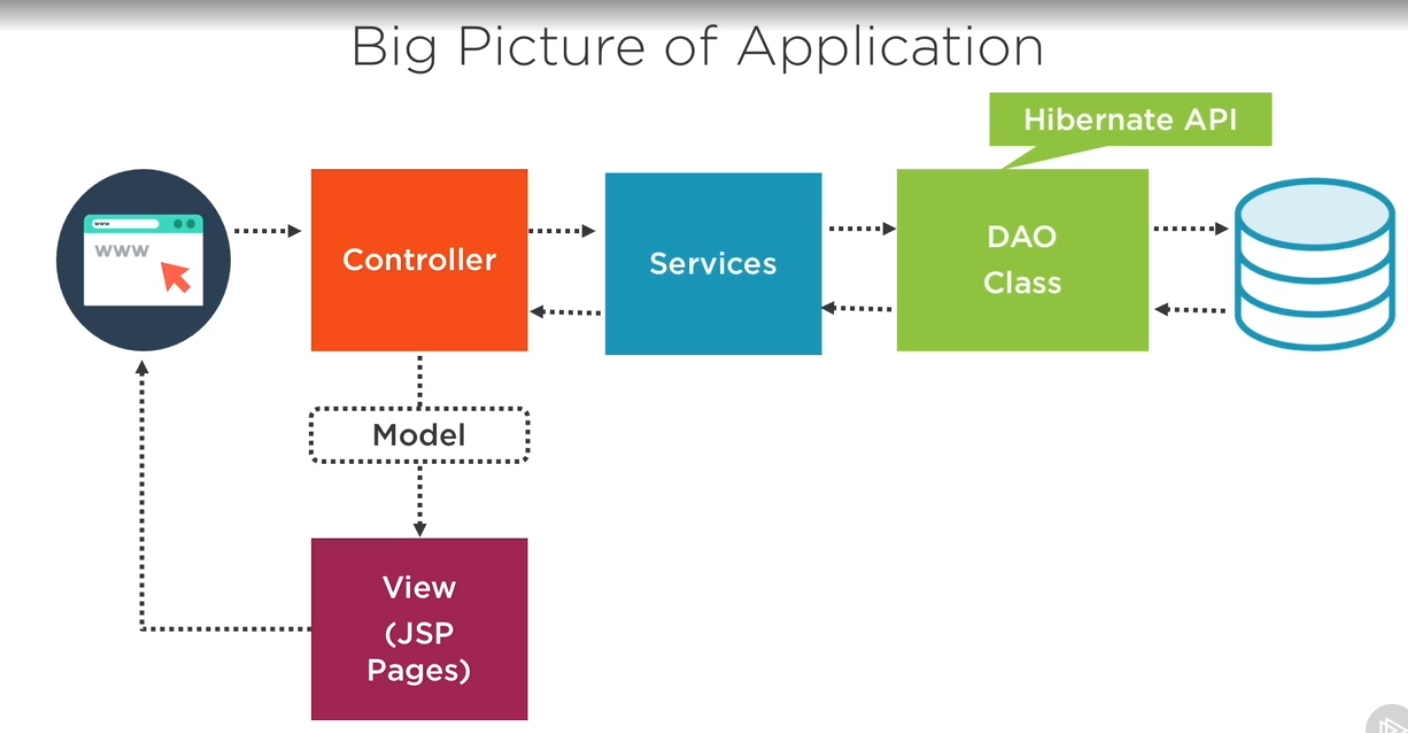 Big Picture of Application
Hibernate API
www
www
Controller
Services
DAO
Class
Model
View
(JSP
Pages)